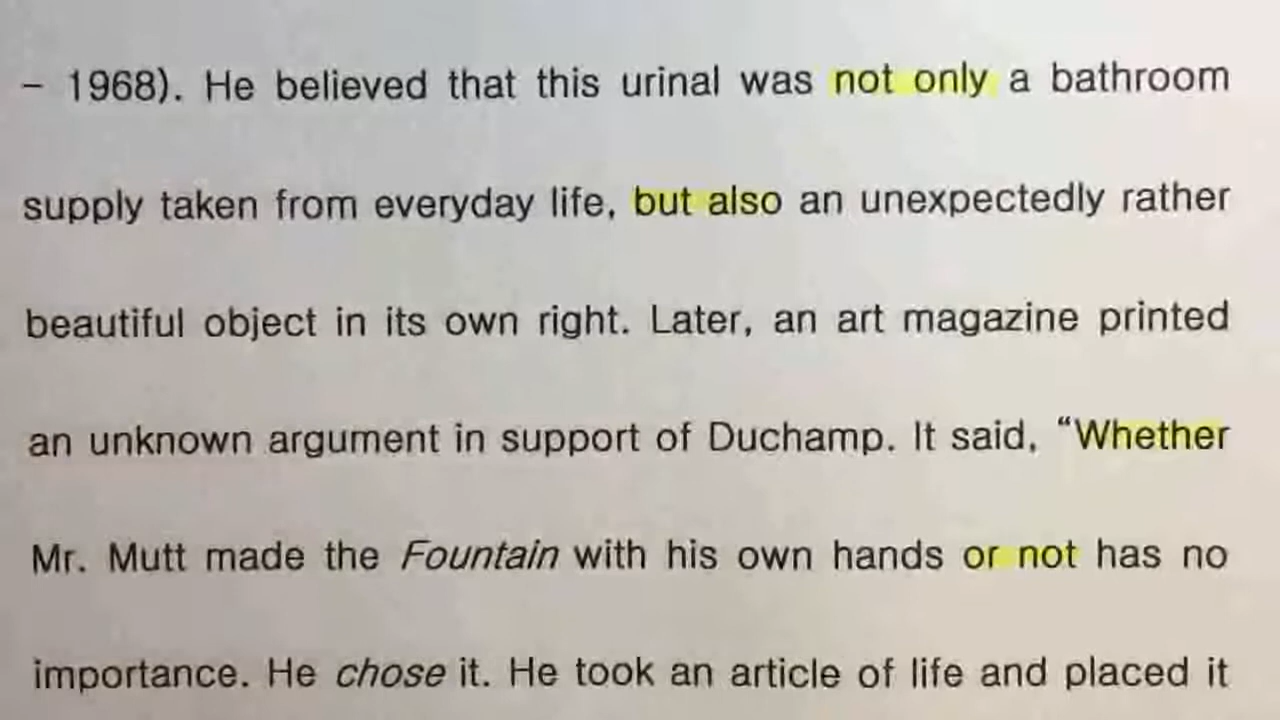 – 1968). He believed that this urinal was not only a bathroom
supply taken from everyday life, but also an unexpectedly rather
beautiful object in its own right. Later, an art magazine printed
an unknown argument in support of Duchamp. It said, “Whether
Mr. Mutt made the Fountain with his own hands or not has no
importance. He chose it. He took an article of life and placed it